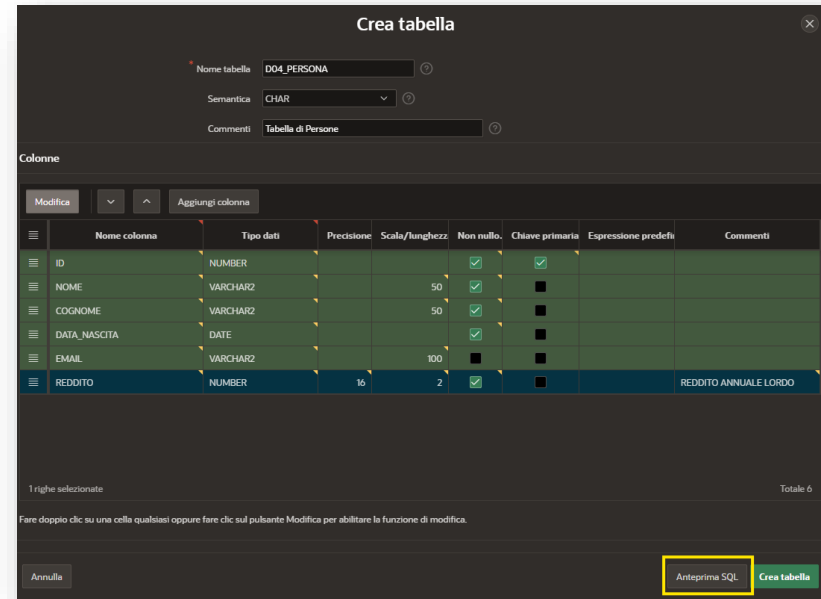 Crea tabella
* Nome tabella D04_PERSONA ?
Semantica CHAR ?
Commenti Tabella di Persone ?
Colonne
Modifica Aggiungi colonna
Nome colonna Tipo dati Precisione Scala/lunghezz Non nullo. Chiave primaria Espressione predefi Commenti
ID NUMBER
NOME VARCHAR2 50
COGNOME VARCHAR2 50
DATA_NASCITA DATE
EMAIL VARCHAR2 100
REDDITO NUMBER 16 2 REDDITO ANNUALE LORDO
1 righe selezionate Totale 6
Fare doppio clic su una cella qualsiasi oppure fare clic sul pulsante Modifica per abilitare la funzione di modifica.
Annulla Anteprima SQL Crea tabella